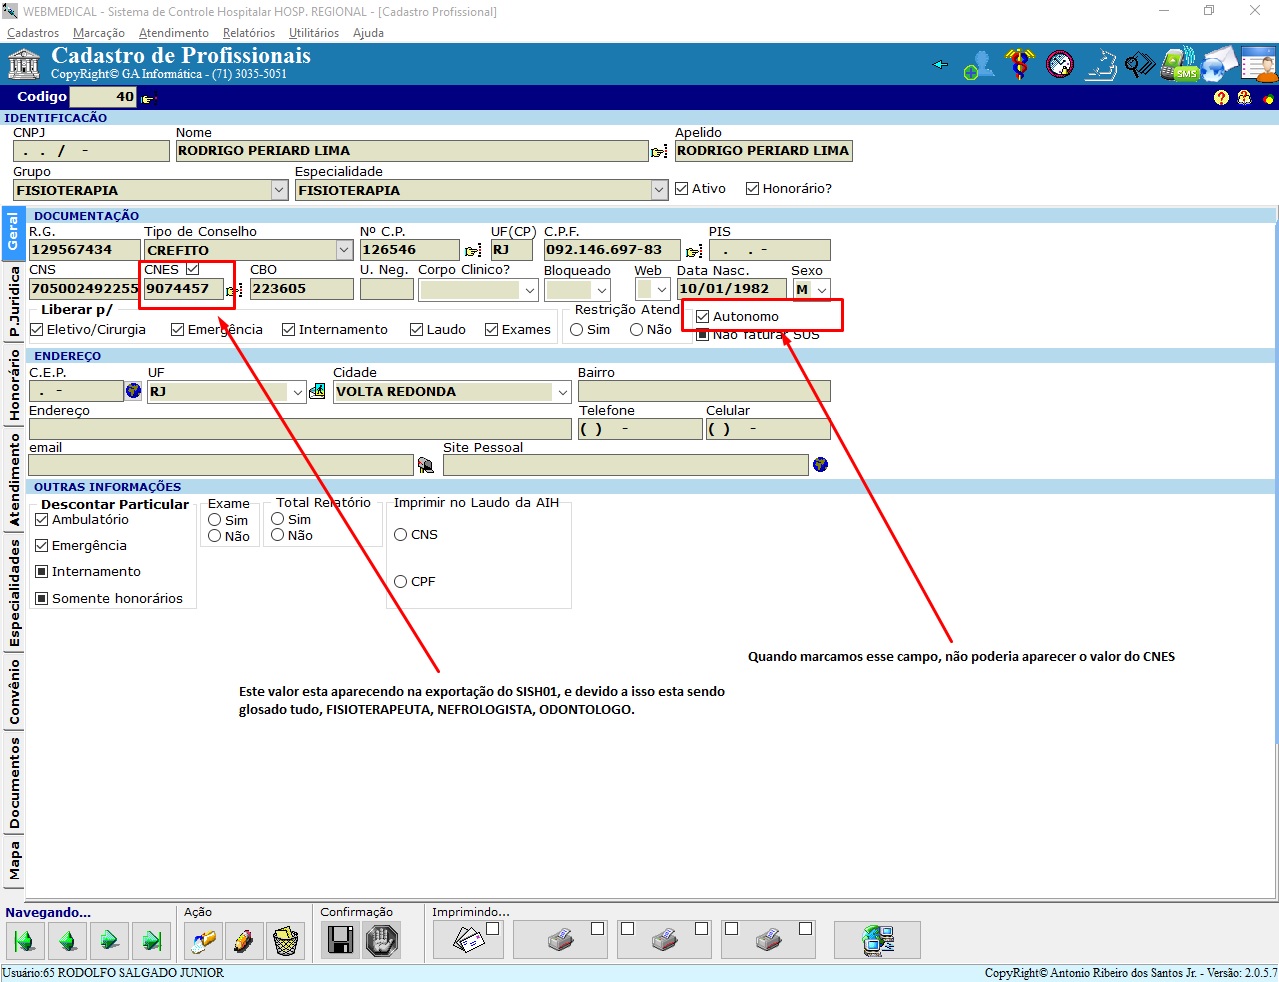 WEBMEDICAL - Sistema de Controle Hospitalar HOSP. REGIONAL - [Cadastro Profissional]
Cadastros Marcação Atendimento Relatórios Utilitários Ajuda
Cadastro de Profissionais
CopyRight© GA Informática - (71) 3035-5051
SMS
Codigo 40
IDENTIFICACÃO
CNPJ Nome Apelido
. . / - RODRIGO PERIARD LIMA RODRIGO PERIARD LIMA
Grupo Especialidade
FISIOTERAPIA FISIOTERAPIA Ativo Honorário?
Geral
P.Juridica
Honorário
Atendimento
Especialidades
Convênio
Documentos
Mapa
DOCUMENTAÇÃO
R.G. Tipo de Conselho Nº C.P. UF(CP) C.P.F. PIS
129567434 CREFITO 126546 RJ 092.146.697-83 . . -
CNS CNES CBO U. Neg. Corpo Clinico? Bloqueado Web Data Nasc. Sexo
705002492255 9074457 223605 10/01/1982 M
Liberar p/ Restrição Atend Autonomo
Eletivo/Cirurgia Emergência Internamento Laudo Exames Sim Não Não faturar SUS
ENDEREÇO
C.E.P. UF Cidade Bairro
. - RJ VOLTA REDONDA
Endereço Telefone Celular
( ) - ( ) -
email Site Pessoal
OUTRAS INFORMAÇÕES
Descontar Particular Exame Total Relatório Imprimir no Laudo da AIH
Ambulatório Sim Sim
Não Não CNS
Emergência
Internamento
CPF
Somente honorários
Quando marcamos esse campo, não poderia aparecer o valor do CNES
Este valor esta aparecendo na exportação do SISH01, e devido a isso esta sendo
glosado tudo, FISIOTERAPEUTA, NEFROLOGISTA, ODONTOLOGO.
Navegando... Ação Confirmação Imprimindo...
Usuário:65 RODOLFO SALGADO JUNIOR CopyRight© Antonio Ribeiro dos Santos Jr. - Versão: 2.0.5.7